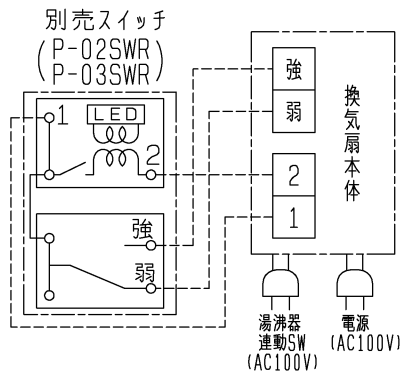 別売スイッチ
(P-02SWR
P-03SWR)
1
LED
2
強
弱
強
弱
2
1
換気扇本体
湯沸器
連動SW
(AC100V)
電源
(AC100V)